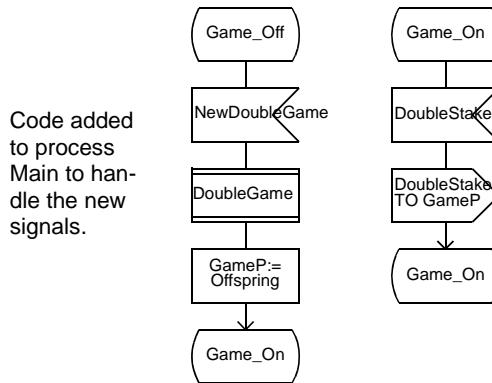 Code added
to process
Main to han-
dle the new
signals.
Game_Off
NewDoubleGame
DoubleGame
GameP:=
Offspring
Game_On
Game_On
DoubleStake
DoubleStake
TO GameP
Game_On